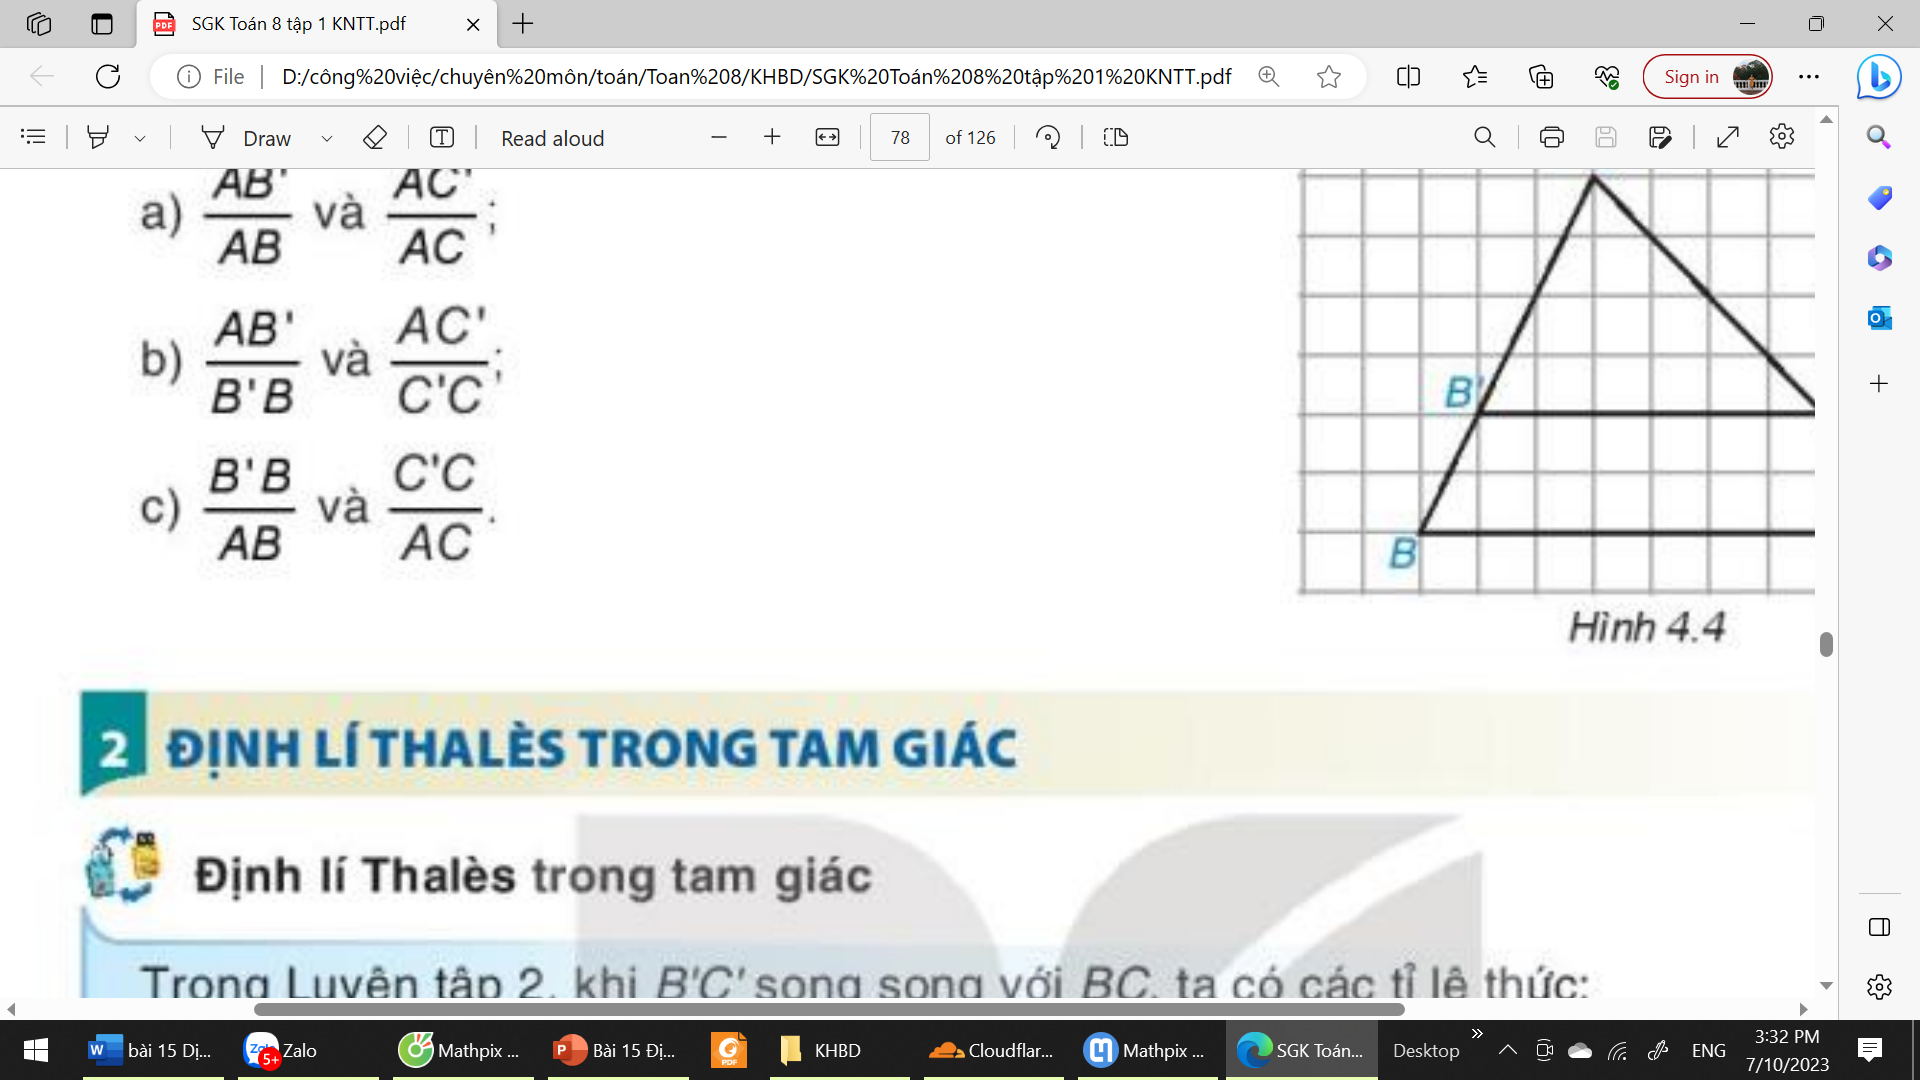 SGK Toán 8 tập 1 KNTT.pdf
File
D:/công%20việc/chuyên%20môn/toán/Toan%208/KHBD/SGK%20Toán%208%20tập%201%20KNTT.pdf
Sign in
Draw
Read aloud
78 of 126
a) AB'/AB và AC'/AC;
b) AB'/B'B và AC'/C'C;
c) B'B/AB và C'C/AC.
B'
B
Hình 4.4
2 ĐỊNH LÍ THALÈS TRONG TAM GIÁC
Định lí Thalès trong tam giác
Trong Luyện tập 2, khi B'C' song song với BC, ta có các tỉ lệ thức:
bài 15 Dị...
Zalo
5+
Mathpix ...
Bài 15 Đị...
KHBD
Cloudflar...
Mathpix ...
SGK Toán...
Desktop
ENG
3:32 PM
7/10/2023